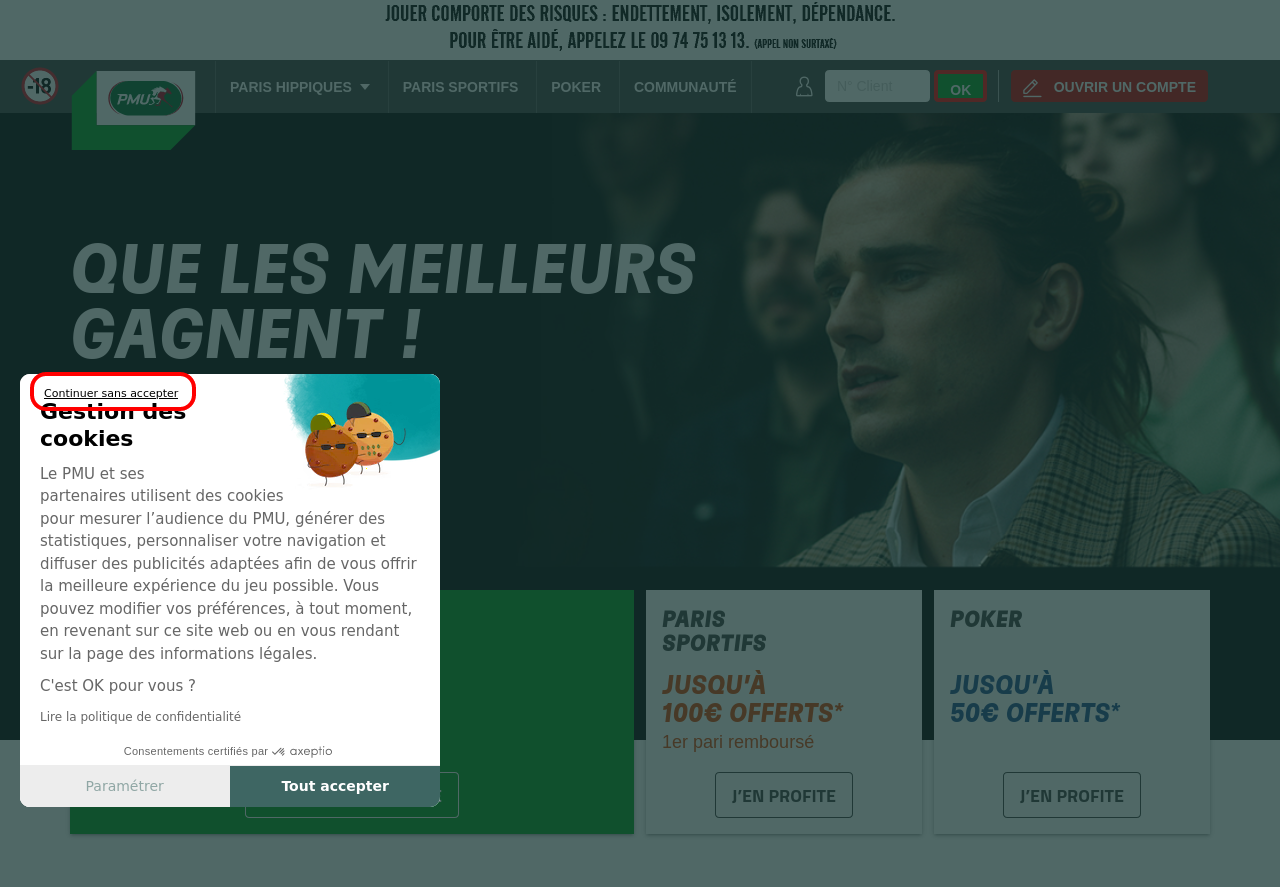 JOUER COMPORTE DES RISQUES : ENDETTEMENT, ISOLEMENT, DÉPENDANCE.
POUR ÊTRE AIDÉ, APPELEZ LE 09 74 75 13 13. (APPEL NON SURTAXÉ)
-18
PMU
PARIS HIPPIQUES
PARIS SPORTIFS
POKER
COMMUNAUTÉ
N° Client
OK
OUVRIR UN COMPTE
QUE LES MEILLEURS
GAGNENT !
Continuer sans accepter
Gestion des
cookies
Le PMU et ses
partenaires utilisent des cookies
pour mesurer l’audience du PMU, générer des
statistiques, personnaliser votre navigation et
diffuser des publicités adaptées afin de vous offrir
la meilleure expérience du jeu possible. Vous
pouvez modifier vos préférences, à tout moment,
en revenant sur ce site web ou en vous rendant
sur la page des informations légales.
C'est OK pour vous ?
Lire la politique de confidentialité
Consentements certifiés par axeptio
Paramétrer
Tout accepter
PARIS
SPORTIFS
JUSQU'À
100€ OFFERTS*
1er pari remboursé
J’EN PROFITE
POKER
JUSQU'À
50€ OFFERTS*
J’EN PROFITE